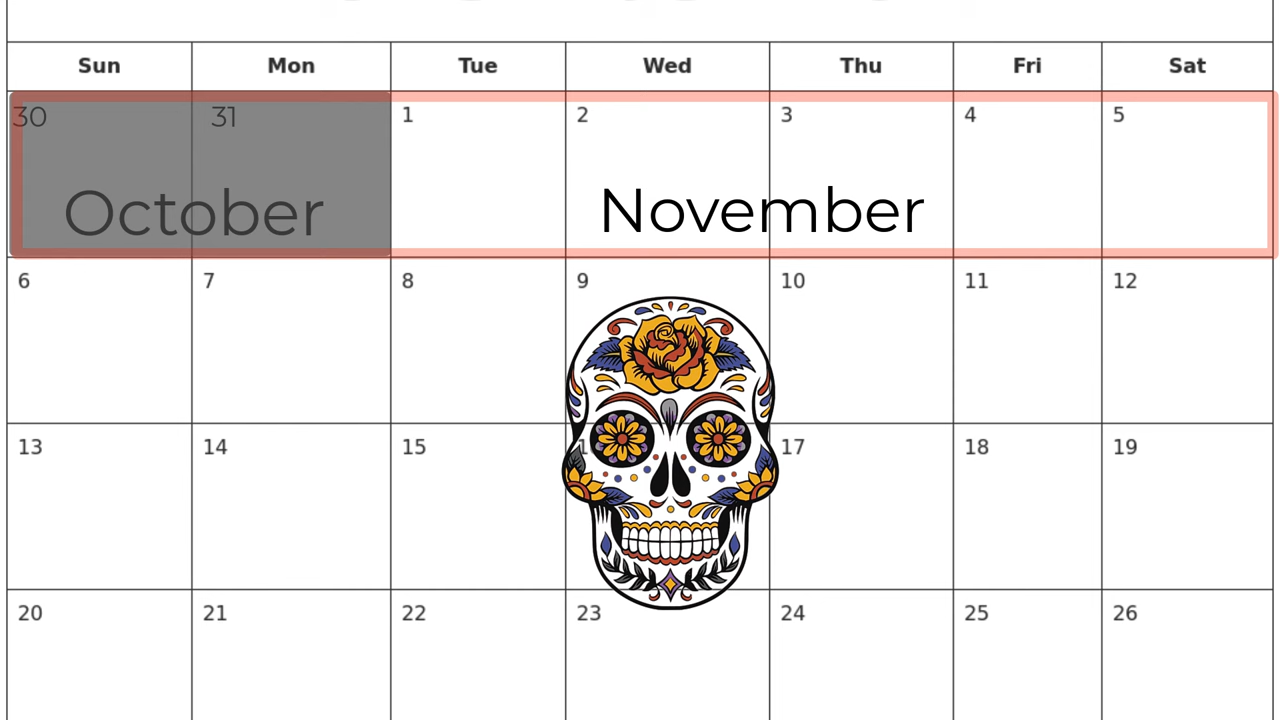 Sun Mon Tue Wed Thu Fri Sat
30 31 1 2 3 4 5
October November
6 7 8 9 10 11 12
13 14 15 1 17 18 19
20 21 22 23 24 25 26